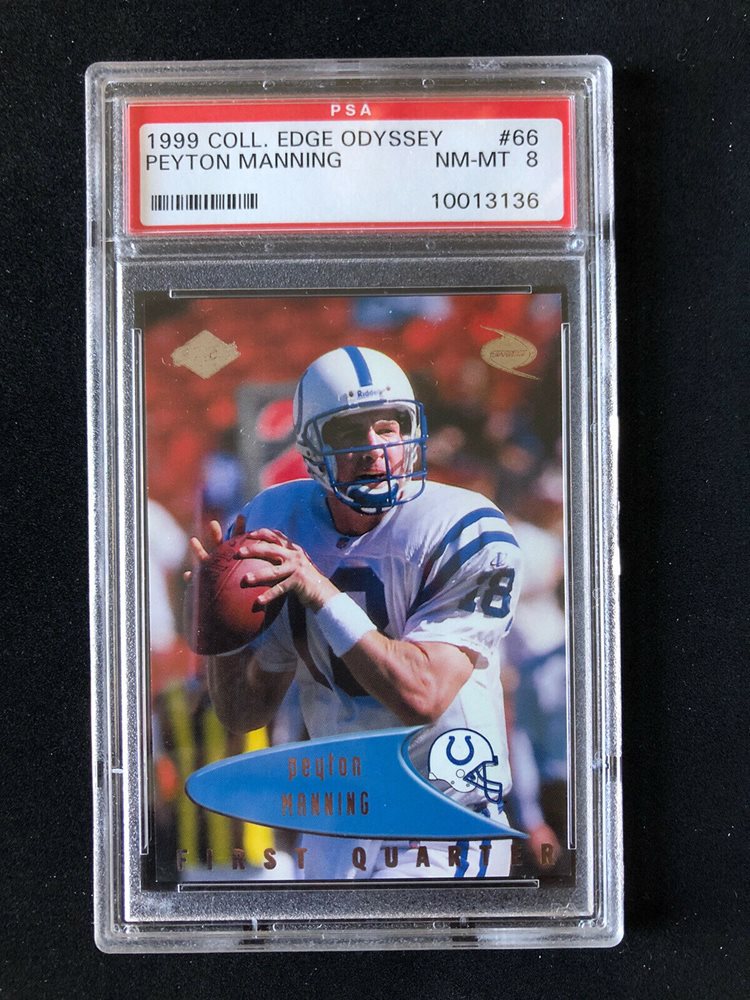 PSA
1999 COLL. EDGE ODYSSEY #66
PEYTON MANNING NM-MT 8
10013136
Riddell
18
peyton
MANNING
FIRST QUARTER